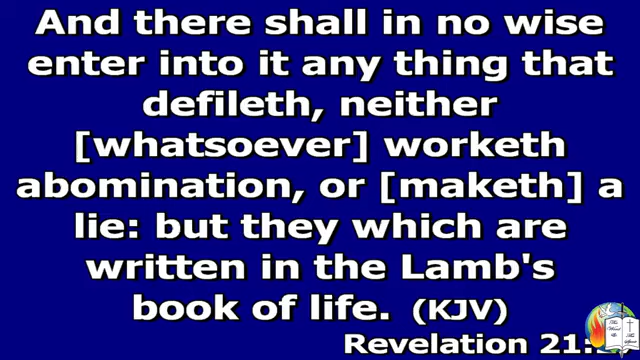 And there shall in no wise
enter into it any thing that
defileth, neither
[whatsoever] worketh
abomination, or [maketh] a
lie: but they which are
written in the Lamb's
book of life. (KJV)
Revelation 21: